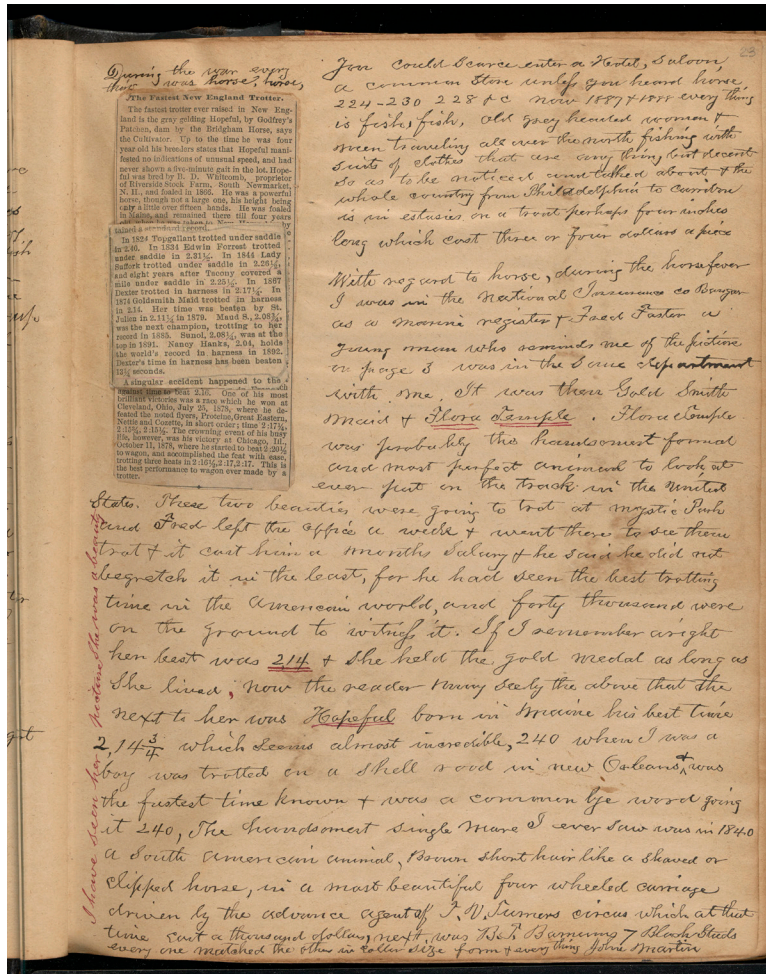 23
During the war every
thing was horse, horse,
You could scarce enter a Hotel, Saloon,
a common Store unless you heard horse
224-230 228 &c now 1887 & 1888 every thing
is fish, fish, old grey headed women &
men traveling all over the north fishing with
suits of clothes that are any thing but decent
so as to be noticed and talked about, & the
whole country from Philadelphia to
is in on a trout perhaps four inches
long which cost three or four dollars a piece
With regard to horse, during the horse fever
I was in the National Insurance co Bangor
as a marine register & Fred Foster a
young man who reminds me of the picture
on page 3 was in the same department
with me. It was then Gold Smith
Maid & Flora Temple. Flora Temple
was probably the handsomest formed
and most perfect animal to look at
ever put on the track in the United
States. These two beauties were going to trot at Mystic Park
and Fred left the office a week & went there to see them
trot & it cost him a months Salary & he said he did not
begretch it in the least, for he had seen the best trotting
time in the American world, and forty thousand were
on the ground to witness it. If I remember aright
her best was 2,14 & She held the gold medal as long as
She lived, now the reader may see by the above that the
next to her was Hopeful born in Maine his best time
2,14 3/4 which seems almost incredible, 240 when I was a
boy was trotted on a shell road in new Orleans & was
the fastest time known & was a common bye word going
it 240, The handsomest single mare I ever saw was in 1840
a South American animal, Brown short hair like a shaved or
clipped horse, in a most beautiful four wheeled carriage
driven by the advance agent of T. V. Turners circus which at that
time cost a thousand dollars, next was B. T. Barnums 7 Black Studs
every one matched the other in collar size form & every thing John Martin
I have seen her picture She was a beauty
The Fastest New England Trotter.
The fastest trotter ever raised in New Eng-
land is the gray gelding Hopeful, by Godfrey's
Patchen, dam by the Bridgham Horse, says
the Cultivator. Up to the time he was four
year old his breeders states that Hopeful mani-
fested no indications of unusual speed, and had
never shown a five-minute gait in the lot. Hope-
ful was bred by B. D. Whitcomb, proprietor
of Riverside Stock Farm, South Newmarket,
N. H., and foaled in 1866. He was a powerful
horse, though not a large one, his height being
only a little over fifteen hands. He was foaled
in Maine, and remained there till four years
tained a standard record.
In 1824 Topgallant trotted under saddle
in 2.40. In 1834 Edwin Forrest trotted
under saddle in 2.31½. In 1844 Lady
Suffolk trotted under saddle in 2.26½,
and eight years after Tacony covered a
mile under saddle in 2.25½. In 1867
Dexter trotted in harness in 2.17¼. In
1874 Goldsmith Maid trotted in harness
in 2.14. Her time was beaten by St.
Julien in 2.11¼ in 1879. Maud S., 2.08¾,
was the next champion, trotting to her
record in 1885. Sunol, 2.08¼, was at the
top in 1891. Nancy Hanks, 2.04, holds
the world's record in harness in 1892.
Dexter's time in harness has been beaten
13¼ seconds.
A singular accident happened to the
against time to beat 2.16. One of his most
brilliant victories was a race which he won at
Cleveland, Ohio, July 25, 1878, where he de-
feated the noted flyers, Proteine, Great Eastern,
Nettie and Cozette, in short order; time 2:17¼,
2:15¾, 2:15½. The crowning event of his busy
life, however, was his victory at Chicago, Ill.,
October 11, 1878, where he started to beat 2:20½
to wagon, and accomplished the feat with ease,
trotting three heats in 2:16½, 2:17, 2:17. This is
the best performance to wagon ever made by a
trotter.